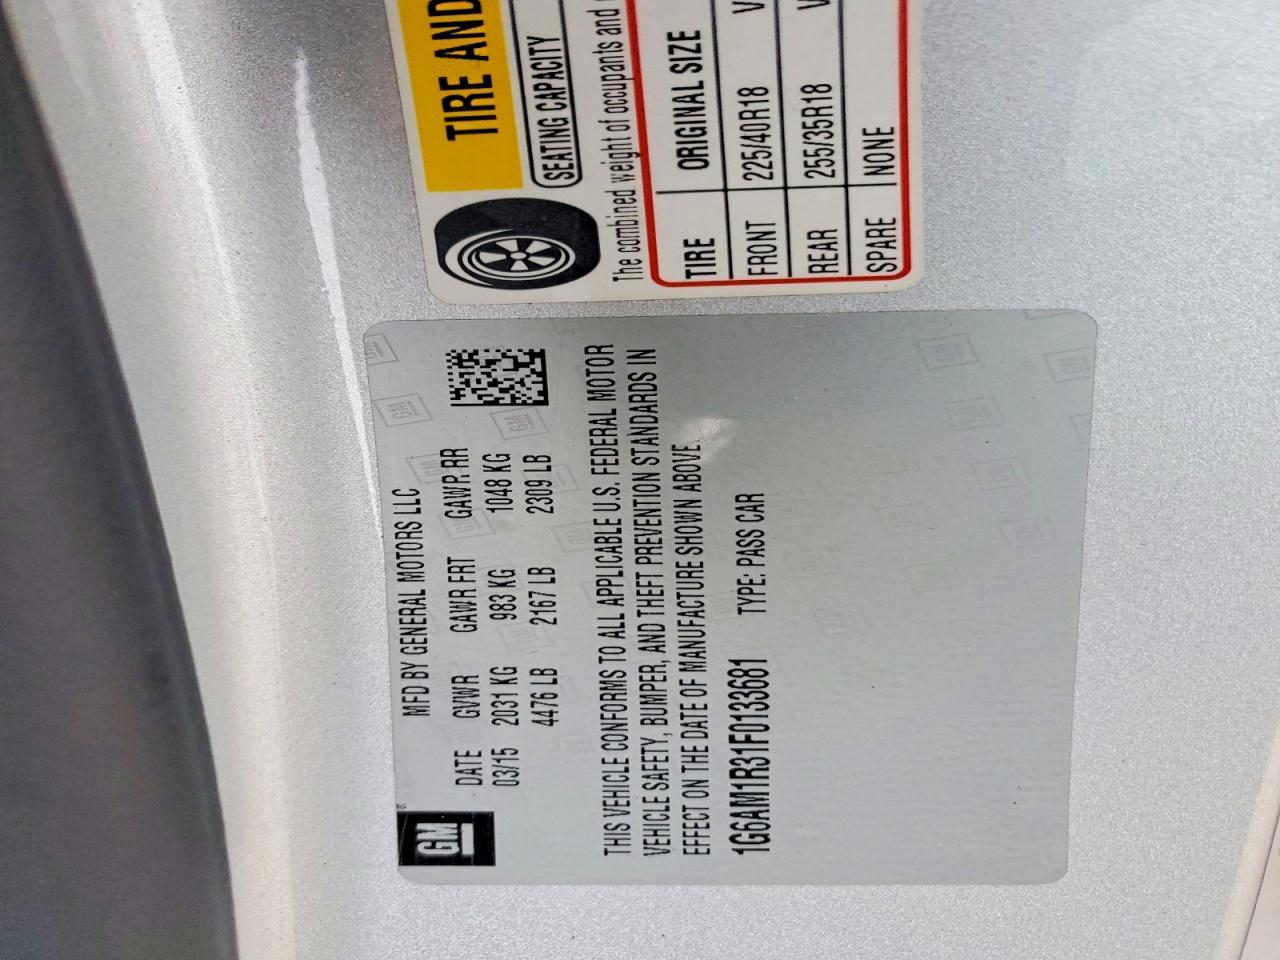 TIRE AND
SEATING CAPACITY
The combined weight of occupants and
TIRE ORIGINAL SIZE
FRONT 225/40R18 V
REAR 255/35R18 V
SPARE NONE
GM
MFD BY GENERAL MOTORS LLC
DATE GVWR GAWR FRT GAWR RR
03/15 2031 KG 983 KG 1048 KG
4476 LB 2167 LB 2309 LB
THIS VEHICLE CONFORMS TO ALL APPLICABLE U.S. FEDERAL MOTOR
VEHICLE SAFETY, BUMPER, AND THEFT PREVENTION STANDARDS IN
EFFECT ON THE DATE OF MANUFACTURE SHOWN ABOVE.
1G6AM1R31F0133681 TYPE: PASS CAR